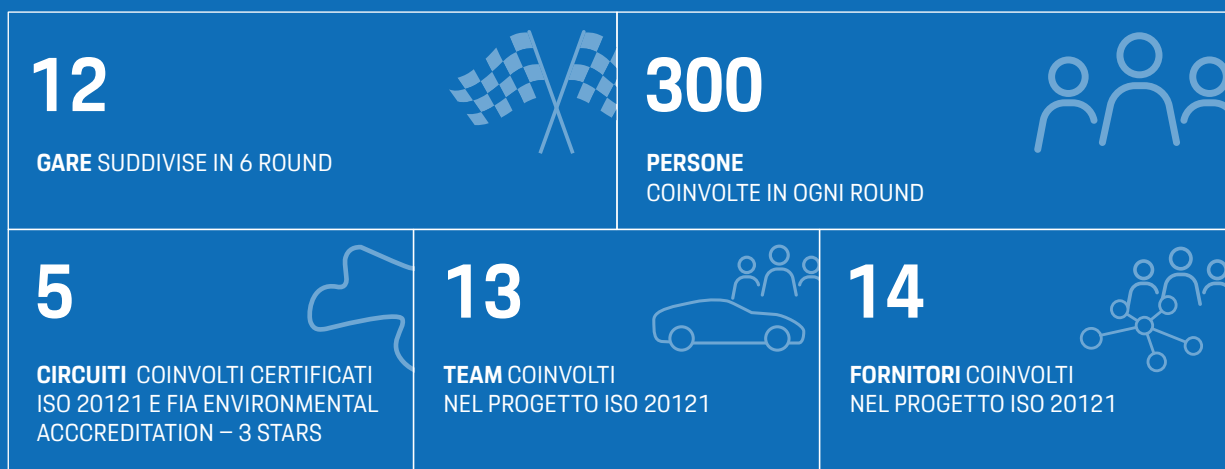 12
GARE SUDDIVISE IN 6 ROUND
300
PERSONE
COINVOLTE IN OGNI ROUND
5
CIRCUITI COINVOLTI CERTIFICATI
ISO 20121 E FIA ENVIRONMENTAL
ACCCREDITATION – 3 STARS
13
TEAM COINVOLTI
NEL PROGETTO ISO 20121
14
FORNITORI COINVOLTI
NEL PROGETTO ISO 20121